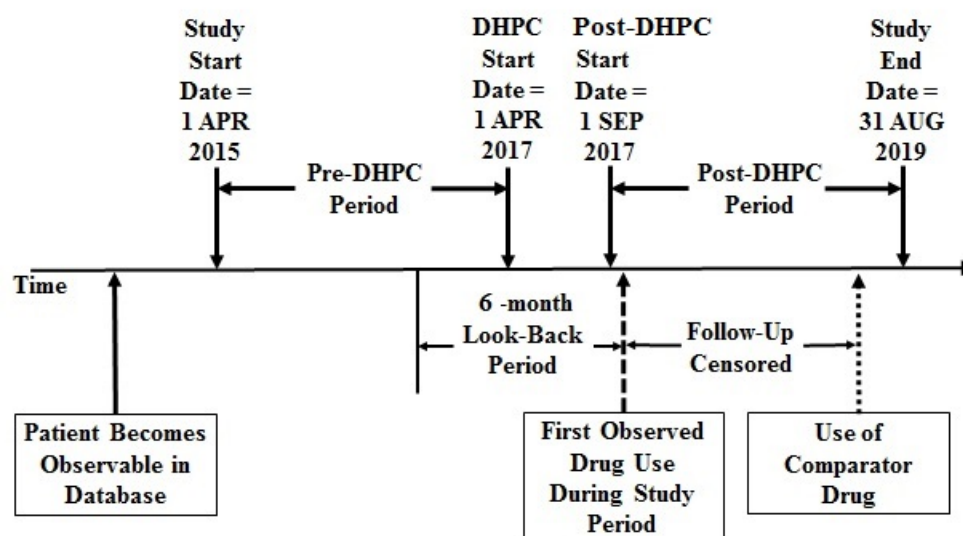 Study
Start
Date =
1 APR
2015
DHPC
Start
Date =
1 APR
2017
Post-DHPC
Start
Date =
1 SEP
2017
Study
End
Date =
31 AUG
2019
Pre-DHPC
Period
Post-DHPC
Period
Time
6 -month
Look-Back
Period
Follow-Up
Censored
Patient Becomes
Observable in
Database
First Observed
Drug Use
During Study
Period
Use of
Comparator
Drug